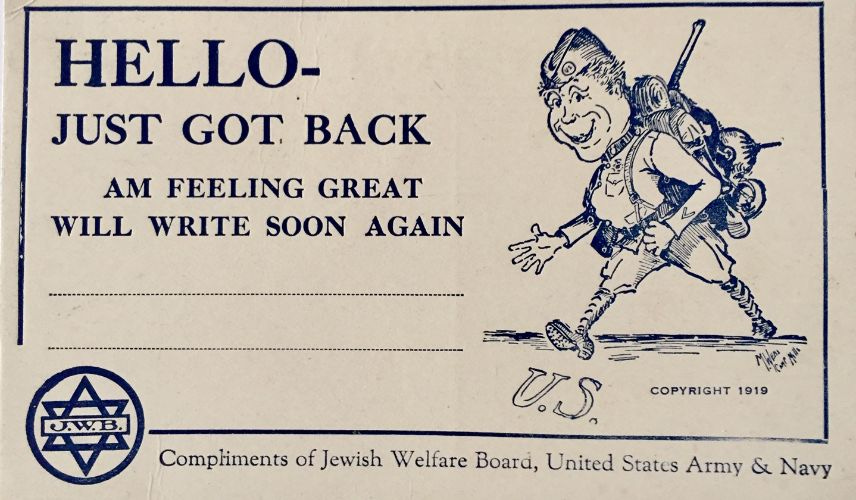 HELLO-
JUST GOT BACK
AM FEELING GREAT
WILL WRITE SOON AGAIN
U.S.
COPYRIGHT 1919
J.W.B.
Compliments of Jewish Welfare Board, United States Army & Navy